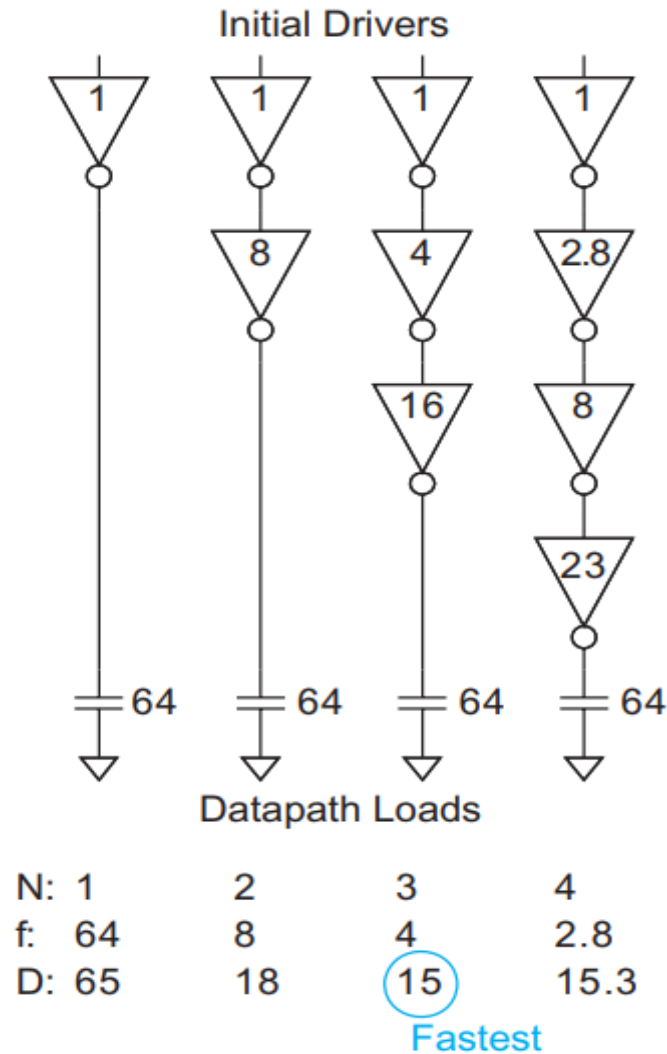 Initial Drivers
1 1 1 1
8 4 2.8
16 8
23
64 64 64 64
Datapath Loads
N: 1 2 3 4
f: 64 8 4 2.8
D: 65 18 15 15.3
Fastest